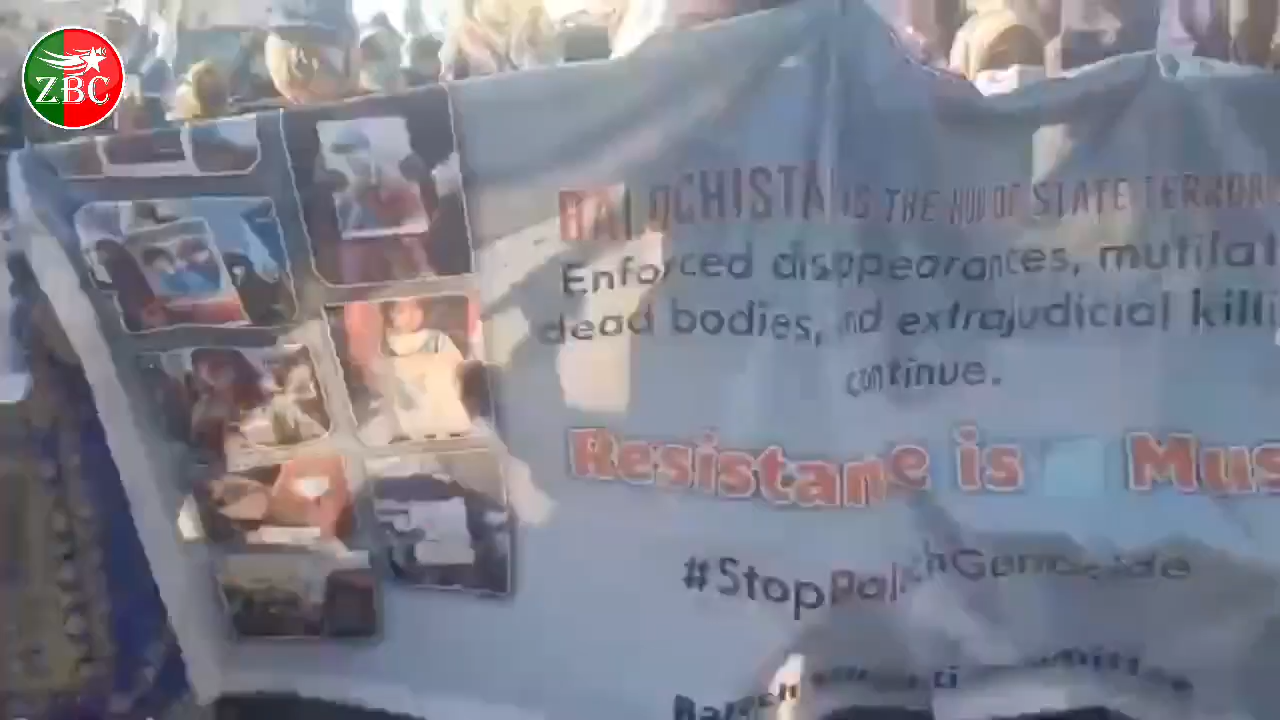 ZBC
BALOCHISTA IS THE HUB OF STATE TERROR
Enforced disappearances, mutilat
dead bodies, nd extrajudicial killi
continue.
Resistane is Mus
#StopBalchGenocide